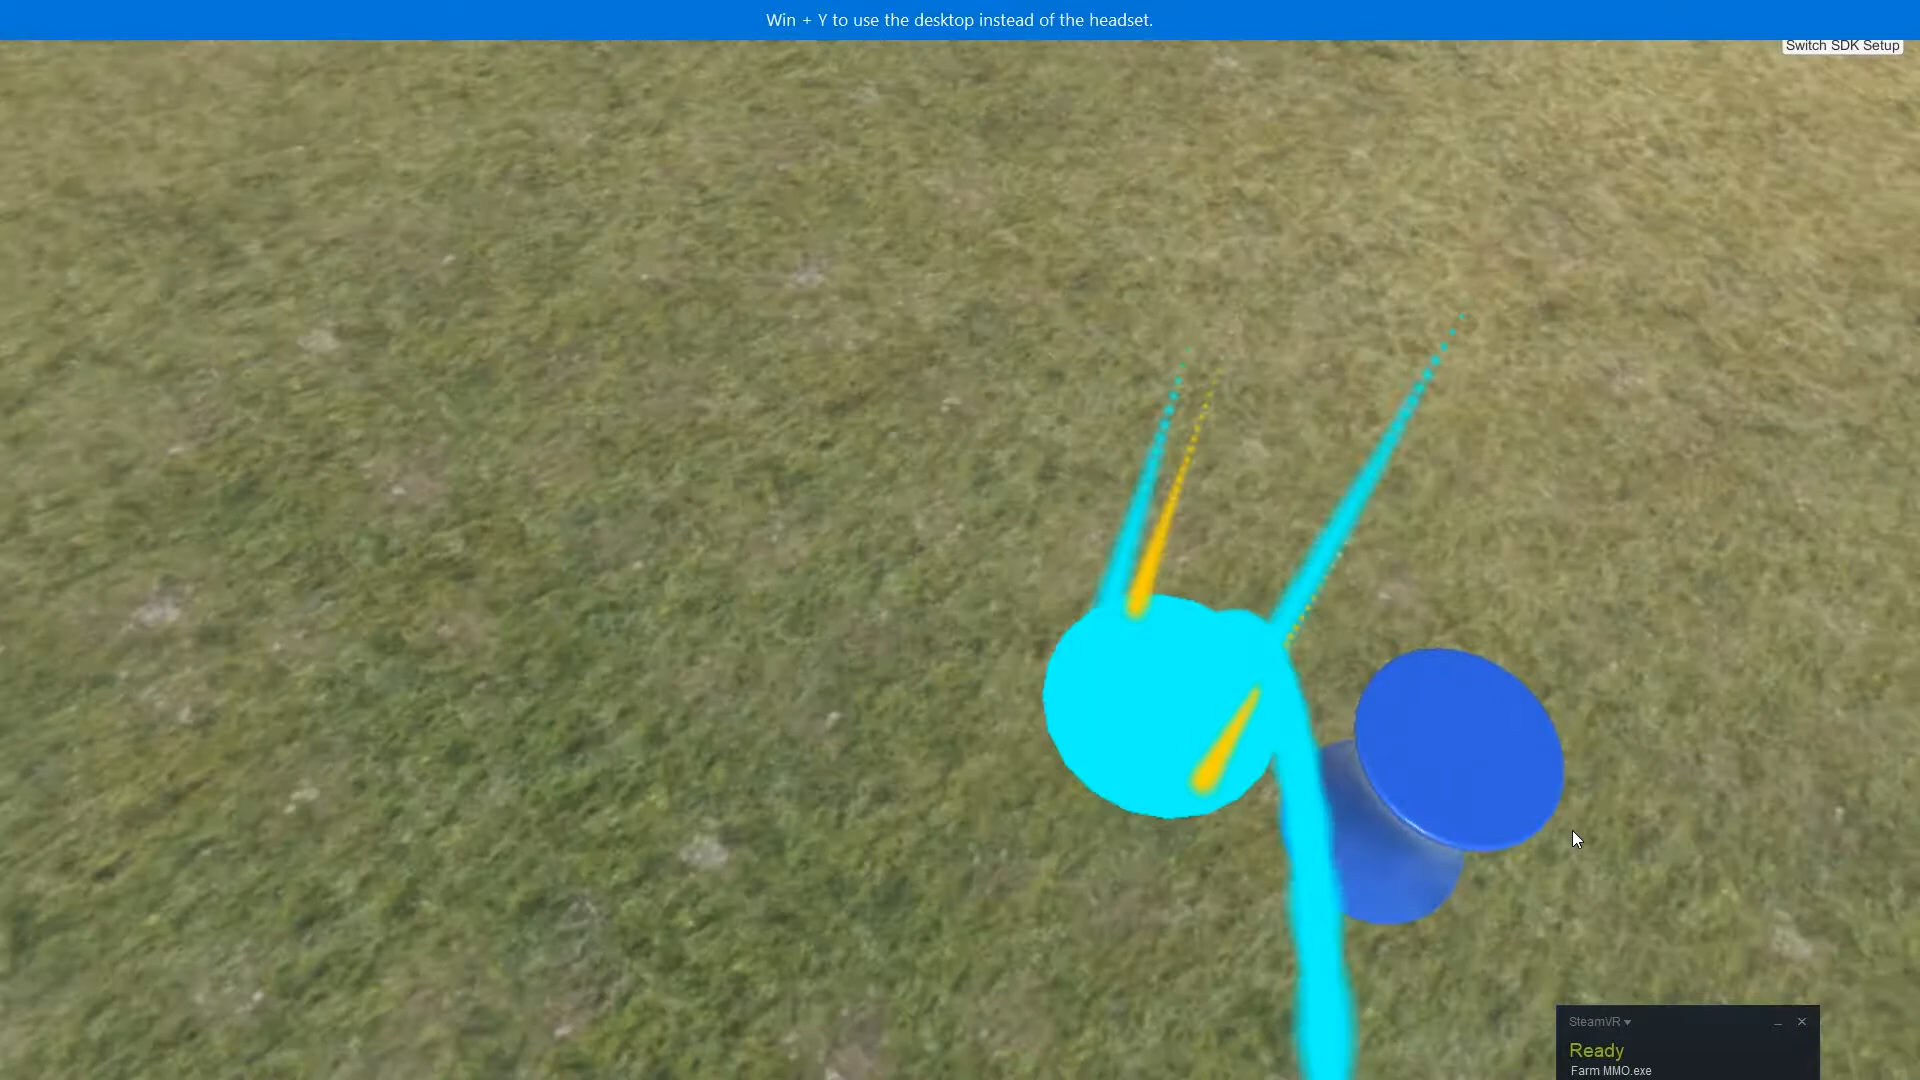 Win + Y to use the desktop instead of the headset.
Switch SDK Setup
SteamVR
Ready
Farm MMO.exe